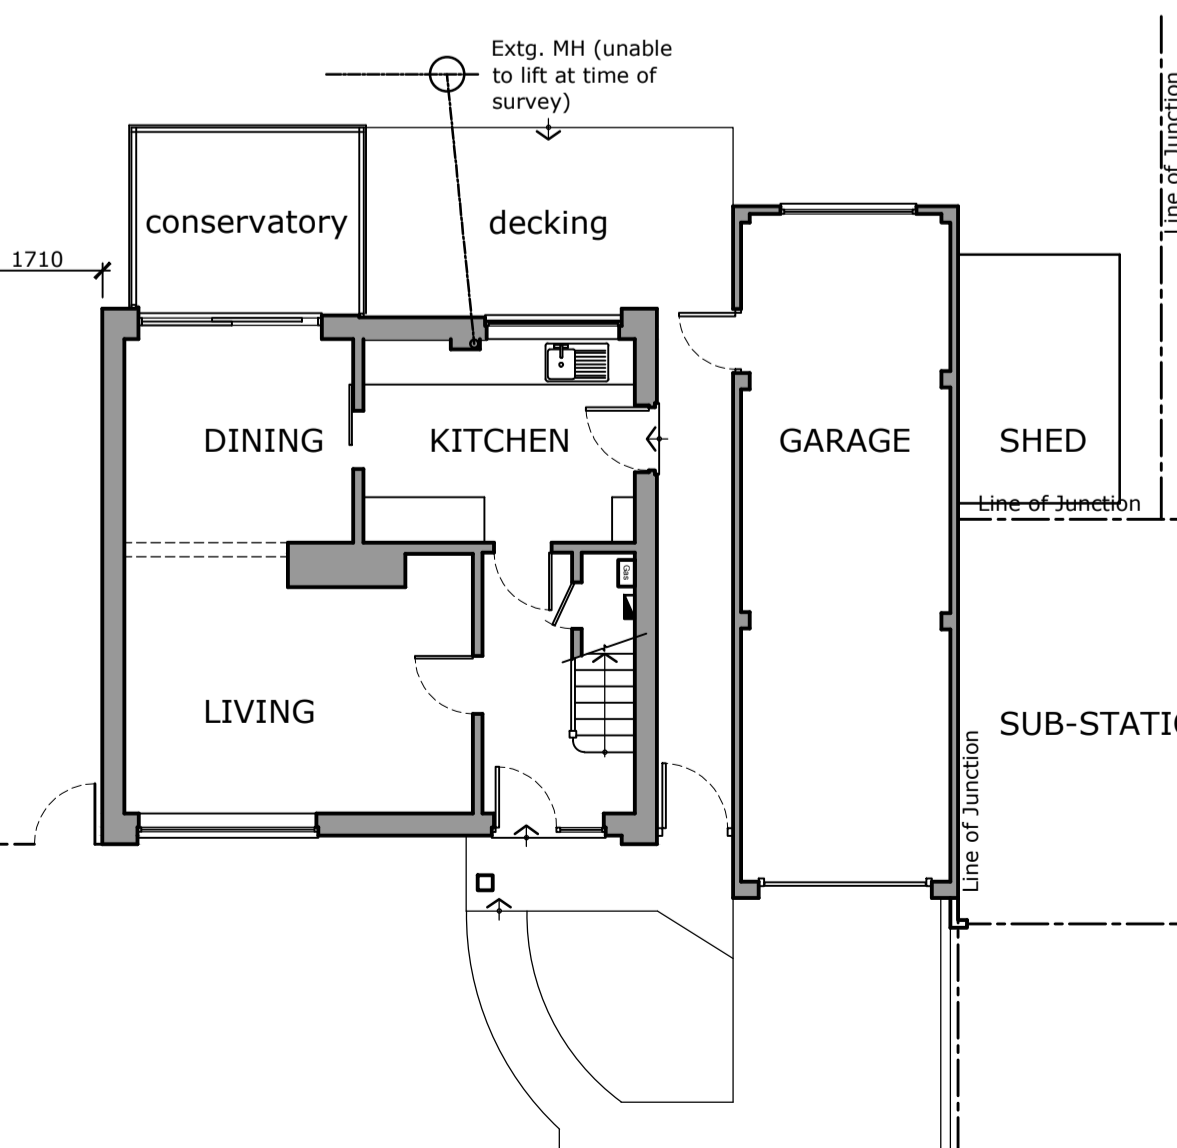 Extg. MH (unable
to lift at time of
survey)
Line of Junction
conservatory
decking
1710
DINING
KITCHEN
GARAGE
SHED
Line of Junction
Gas
LIVING
SUB-STATIO
Line of Junction